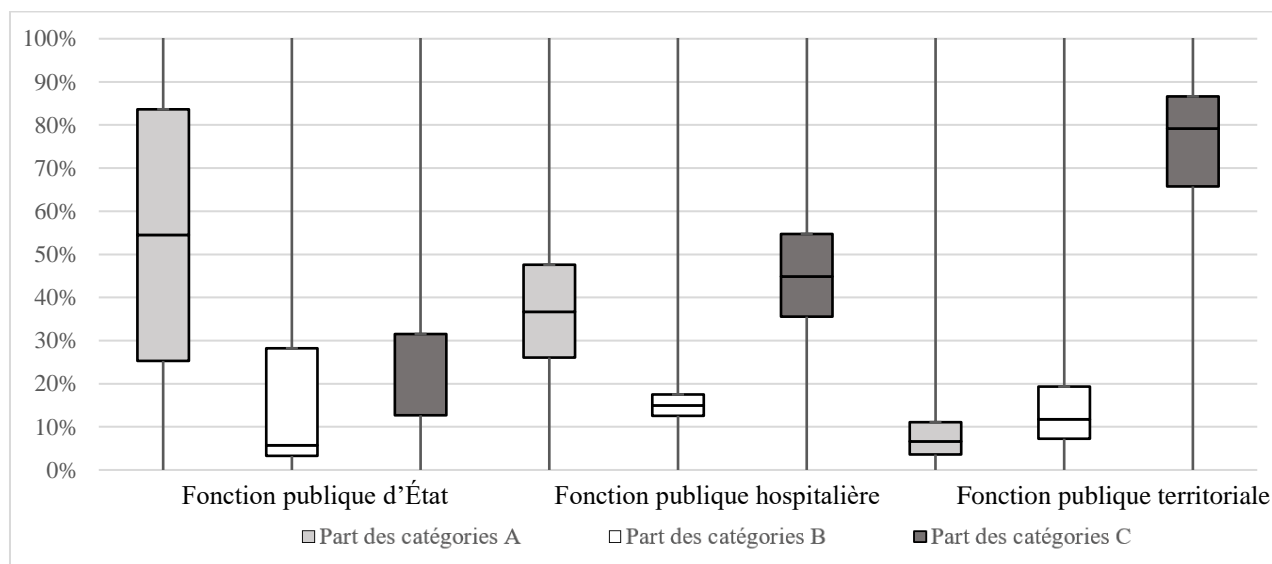 100%
90%
80%
70%
60%
50%
40%
30%
20%
10%
0%
Fonction publique d’État
Fonction publique hospitalière
Fonction publique territoriale
Part des catégories A
Part des catégories B
Part des catégories C